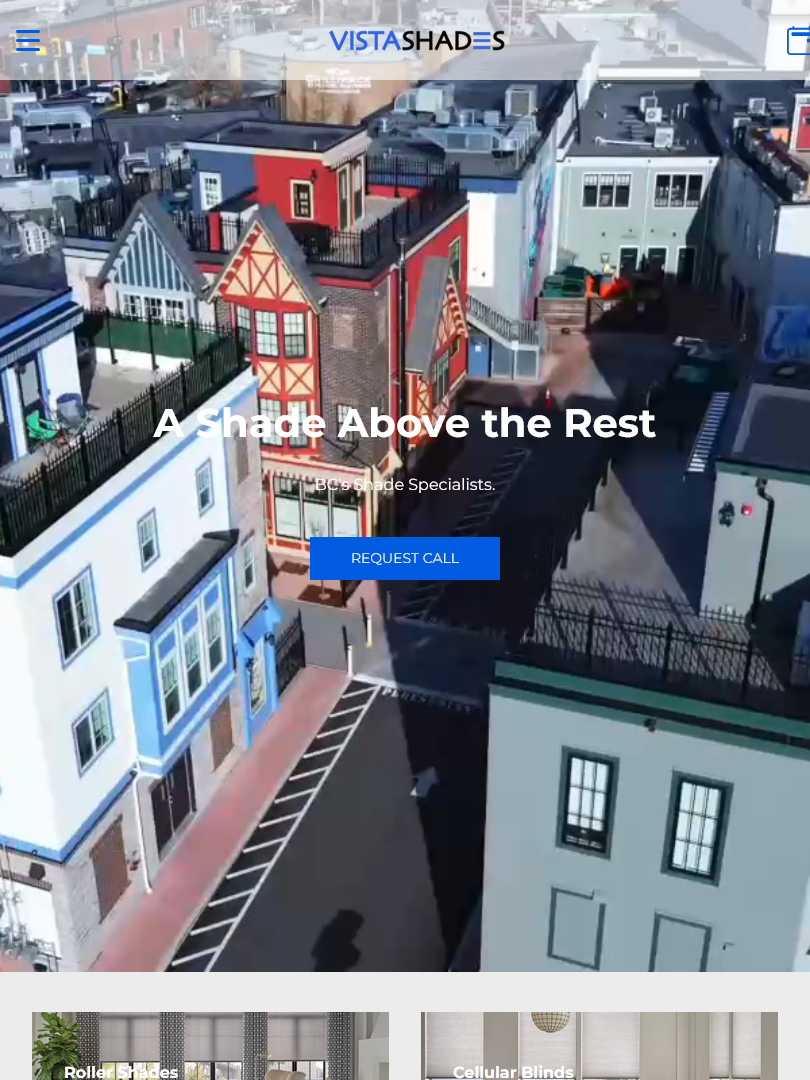 VISTASHADES
A Shade Above the Rest
BC's Shade Specialists.
REQUEST CALL
Roller Shades
Cellular Blinds